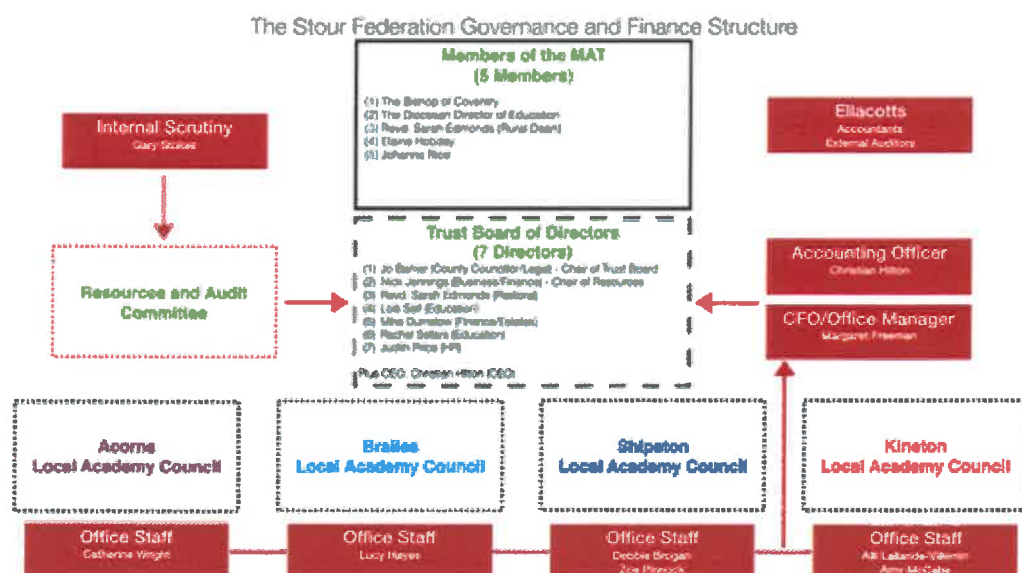 The Stour Federation Governance and Finance Structure
Members of the MAT
(5 Members)
(1) The Bishop of Coventry
(2) The Diocesan Director of Education
(3) Revd. Sarah Edmonds (Rural Dean)
(4) Elaine
(5) Johanna Rice
Internal Scrutiny
Gary
Ellacotts
Accountants
External Auditors
Trust Board of Directors
(7 Directors)
(1) Jo Barker (County Councillor/Legal) - Chair of Trust Board
(2) Nick Jennings (Business/Finance) - Chair of Resources
(3) Revd. Sarah Edmonds (Pastoral)
(4) Lois (Education)
(5) Mike (Finance/Estates)
(6) Rachel (Education)
(7) Justin Price (HR)
Plus CEO: Christian Hilton (CEO)
Resources and Audit
Committee
Accounting Officer
Christian Hilton
CFO/Office Manager
Margaret Freeman
Acorns
Local Academy Council
Brailes
Local Academy Council
Shipston
Local Academy Council
Kineton
Local Academy Council
Office Staff
Catherine Wright
Office Staff
Lucy
Office Staff
Debbie Brogan
Zoe
Office Staff
Amy McCabe